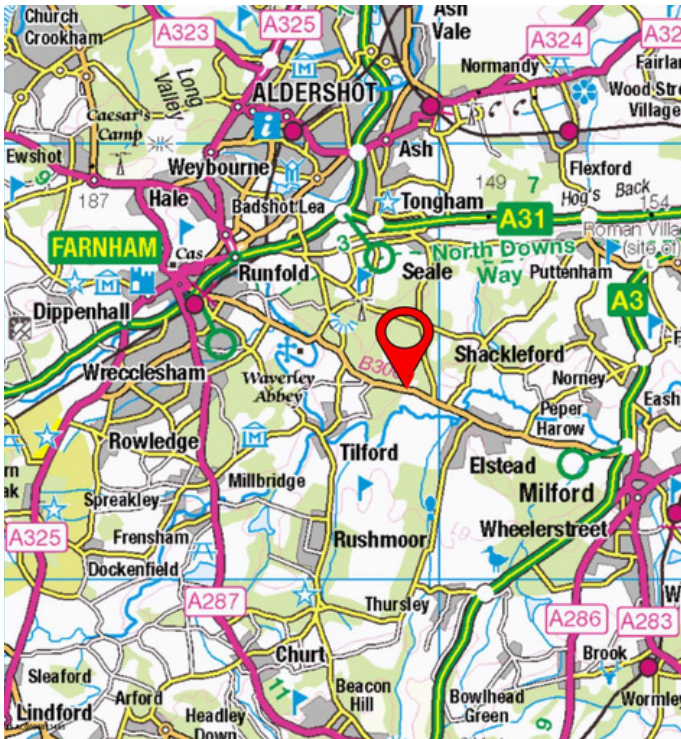 Church
Crookham
A323
A325
7
Ash
Vale
A324
Long
Valley
Normandy
Fairlan
Wood Stre
Village
ALDERSHOT
Caesar's
Camp
Ewshot
9
Weybourne
Ash
Flexford
187
Hale
Badshot Lea
Tongham
149
7
Hog's Back
154
A31
Roman Villa
(site of)
FARNHAM
Cas
3
North Downs
Way
Runfold
Seale
Puttenham
A3
Dippenhall
Shackleford
B30
Norney
Wrecclesham
Waverley
Abbey
Peper
Harow
Eash
Rowledge
Tilford
Elstead
Milford
Millbridge
Spreakley
Rushmoor
Wheelerstreet
A325
Frensham
Dockenfield
A287
Thursley
A286
A283
Churt
Brook
Sleaford
11
Beacon
Hill
Bowlhead
Green
9
Wormley
Lindford
Arford
Headley
Down